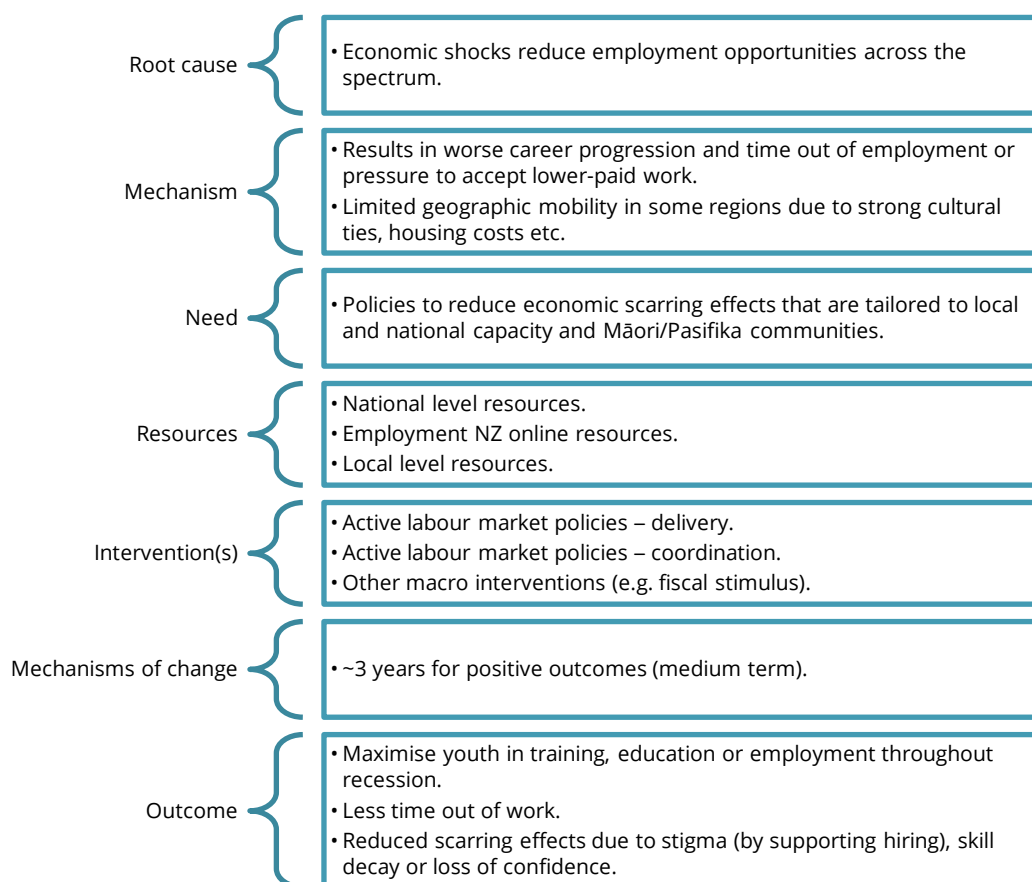 Root cause
• Economic shocks reduce employment opportunities across the
spectrum.
Mechanism
• Results in worse career progression and time out of employment or
pressure to accept lower-paid work.
• Limited geographic mobility in some regions due to strong cultural
ties, housing costs etc.
Need
• Policies to reduce economic scarring effects that are tailored to local
and national capacity and Māori/Pasifika communities.
Resources
• National level resources.
• Employment NZ online resources.
• Local level resources.
Intervention(s)
• Active labour market policies – delivery.
• Active labour market policies – coordination.
• Other macro interventions (e.g. fiscal stimulus).
Mechanisms of change
• ~3 years for positive outcomes (medium term).
Outcome
• Maximise youth in training, education or employment throughout
recession.
• Less time out of work.
• Reduced scarring effects due to stigma (by supporting hiring), skill
decay or loss of confidence.